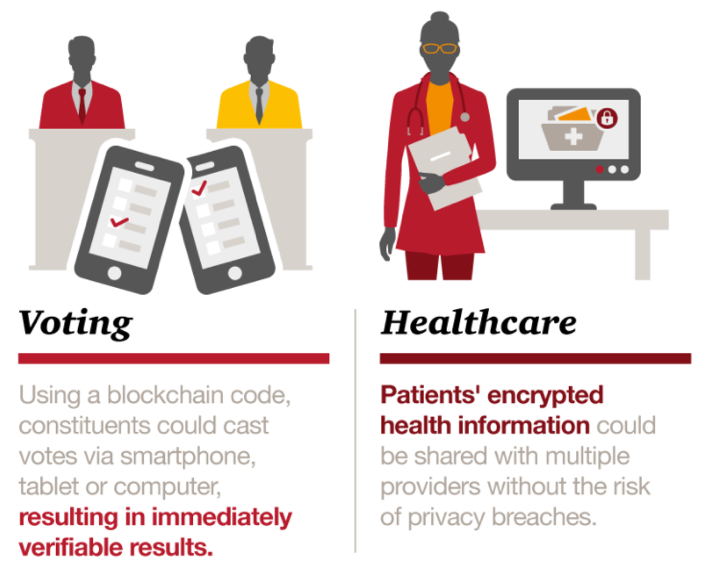 Voting
Using a blockchain code,
constituents could cast
votes via smartphone,
tablet or computer,
resulting in immediately
verifiable results.
Healthcare
Patients' encrypted
health information could
be shared with multiple
providers without the risk
of privacy breaches.